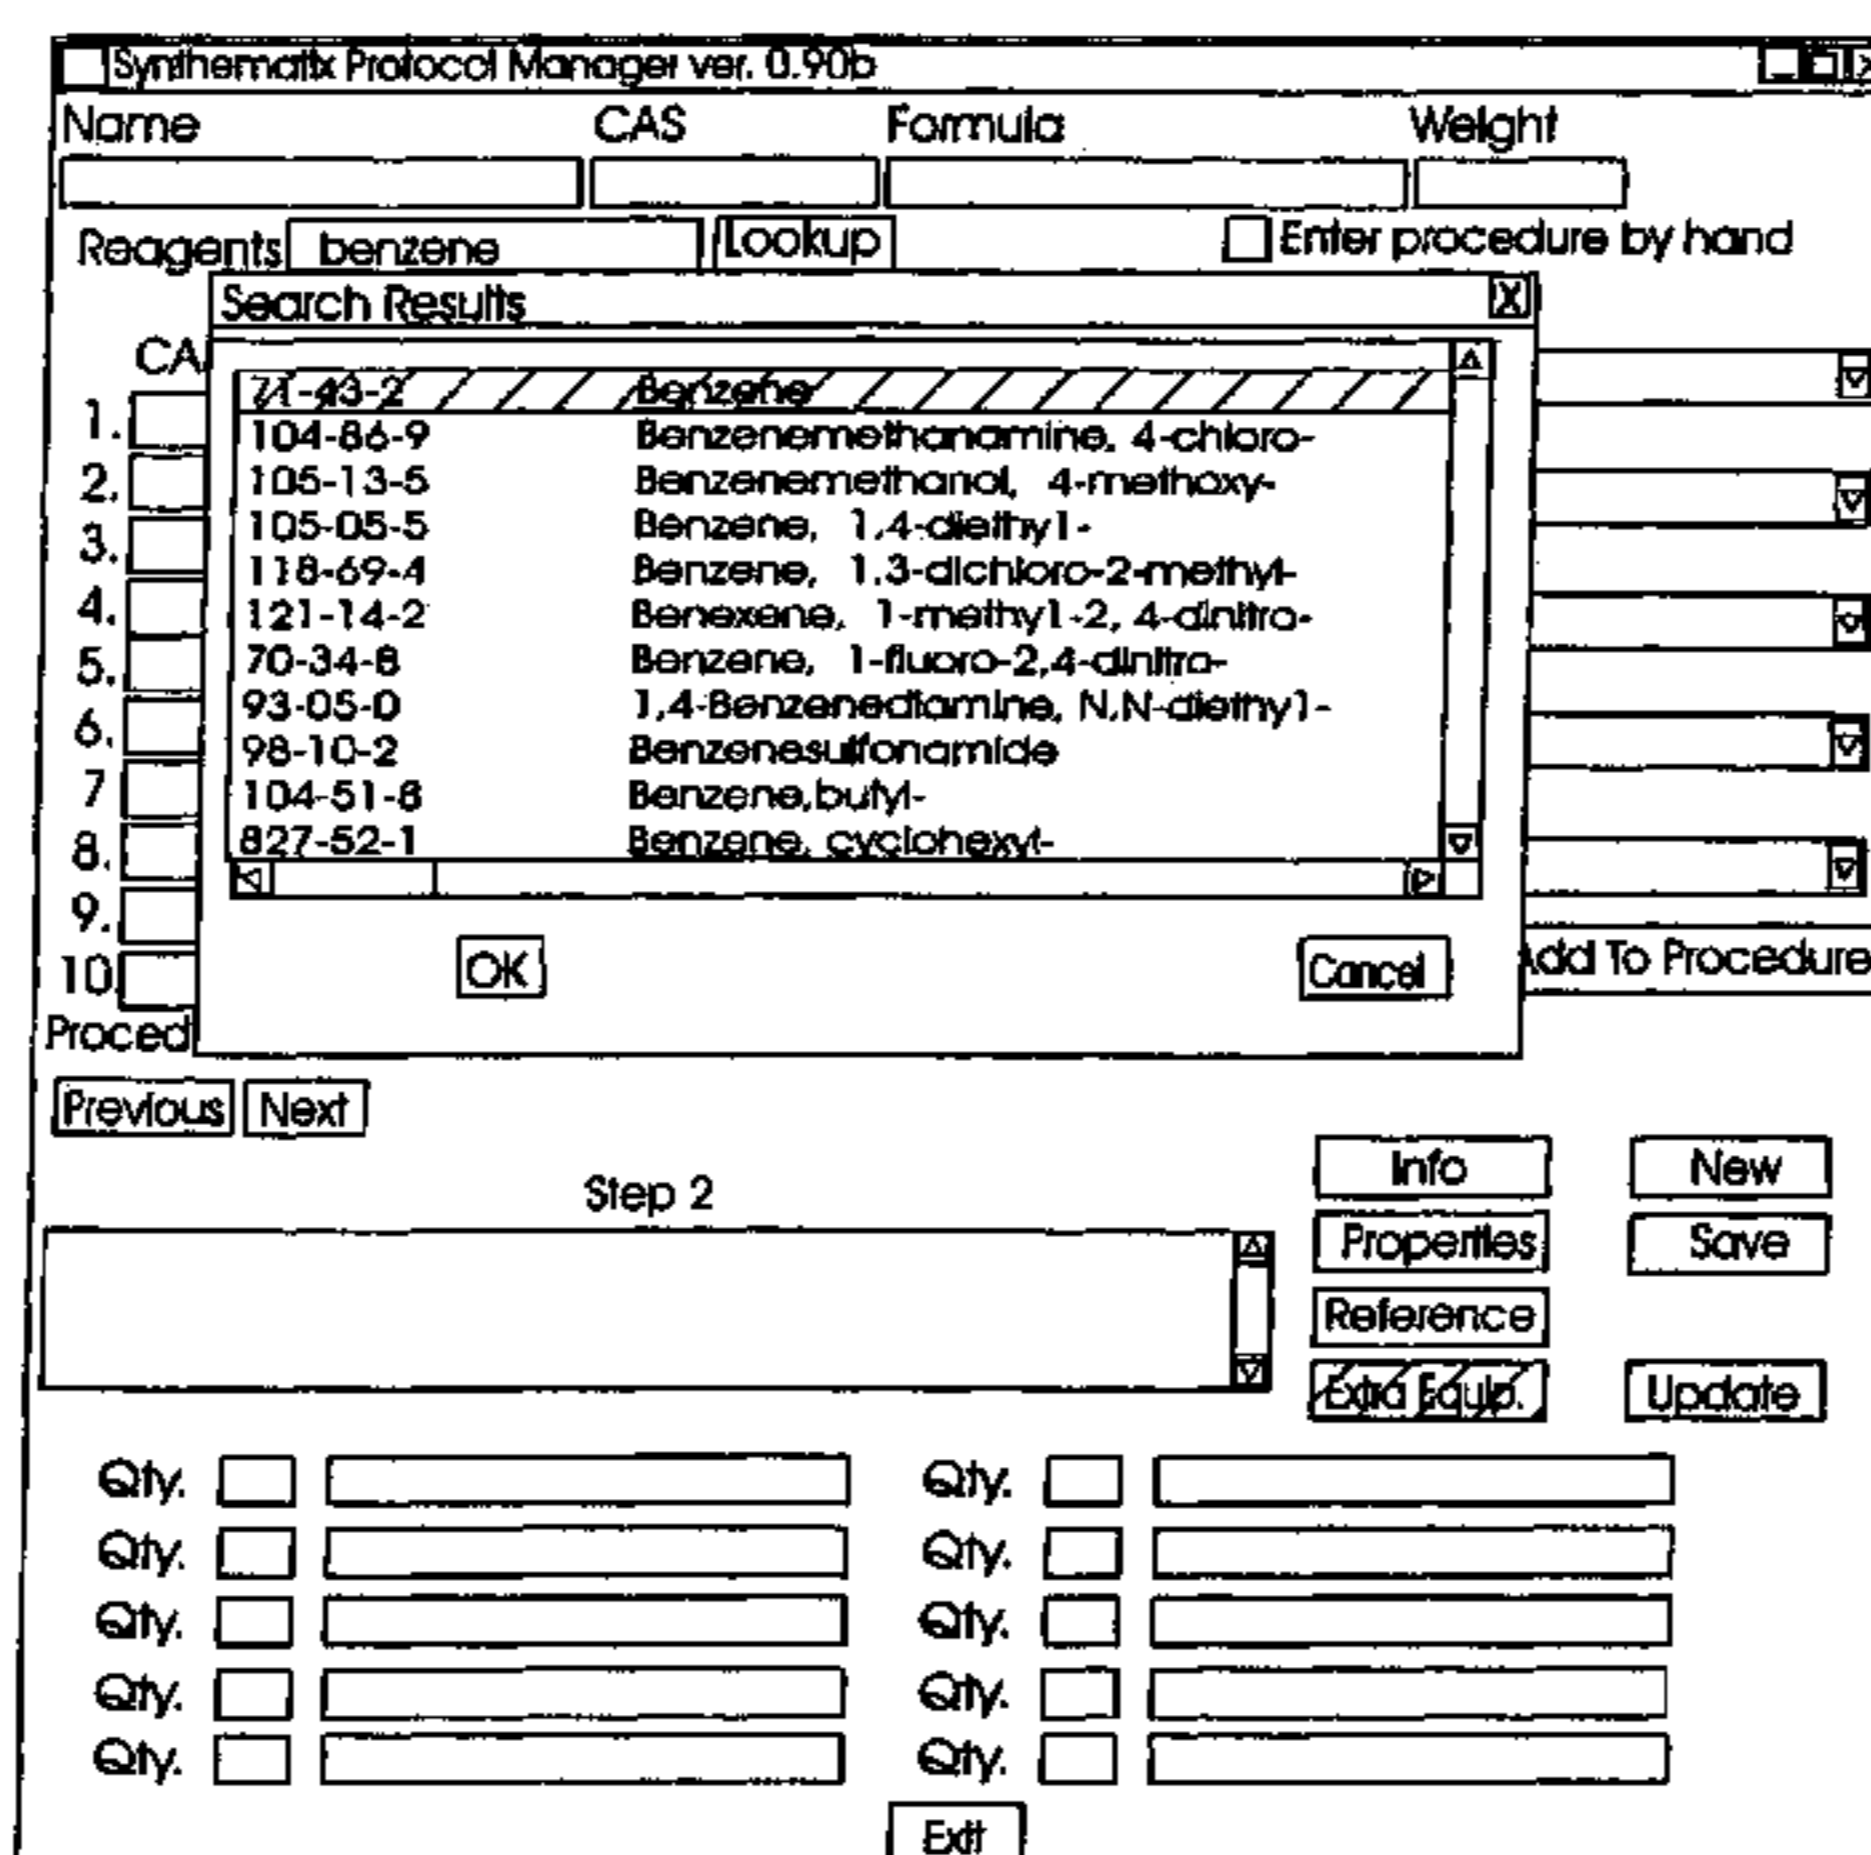 Synthematix Protocol Manager ver. 0.90b
Name CAS Formula Weight
Reagents benzene Lookup Enter procedure by hand
Search Results X
CA
71-43-2 Benzene
1. 104-86-9 Benzenemethanamine, 4-chloro-
2. 105-13-5 Benzenemethanol, 4-methoxy-
3. 105-05-5 Benzene, 1,4-diethy1-
118-69-4 Benzene, 1,3-dichloro-2-methyl-
4. 121-14-2 Benexene, 1-methy1-2, 4-dinitro-
5. 70-34-8 Benzene, 1-fluoro-2,4-dinitro-
6. 93-05-0 1,4-Benzenediamine, N,N-diethy1-
98-10-2 Benzenesulfonamide
7 104-51-8 Benzene,butyl-
8. 827-52-1 Benzene, cyclohexyl-
9.
10 OK Cancel Add To Procedure
Proced
Previous Next
Info New
Step 2
Properties Save
Reference
Extra Equip. Update
Qty. Qty.
Qty. Qty.
Qty. Qty.
Qty. Qty.
Qty. Qty.
Exit